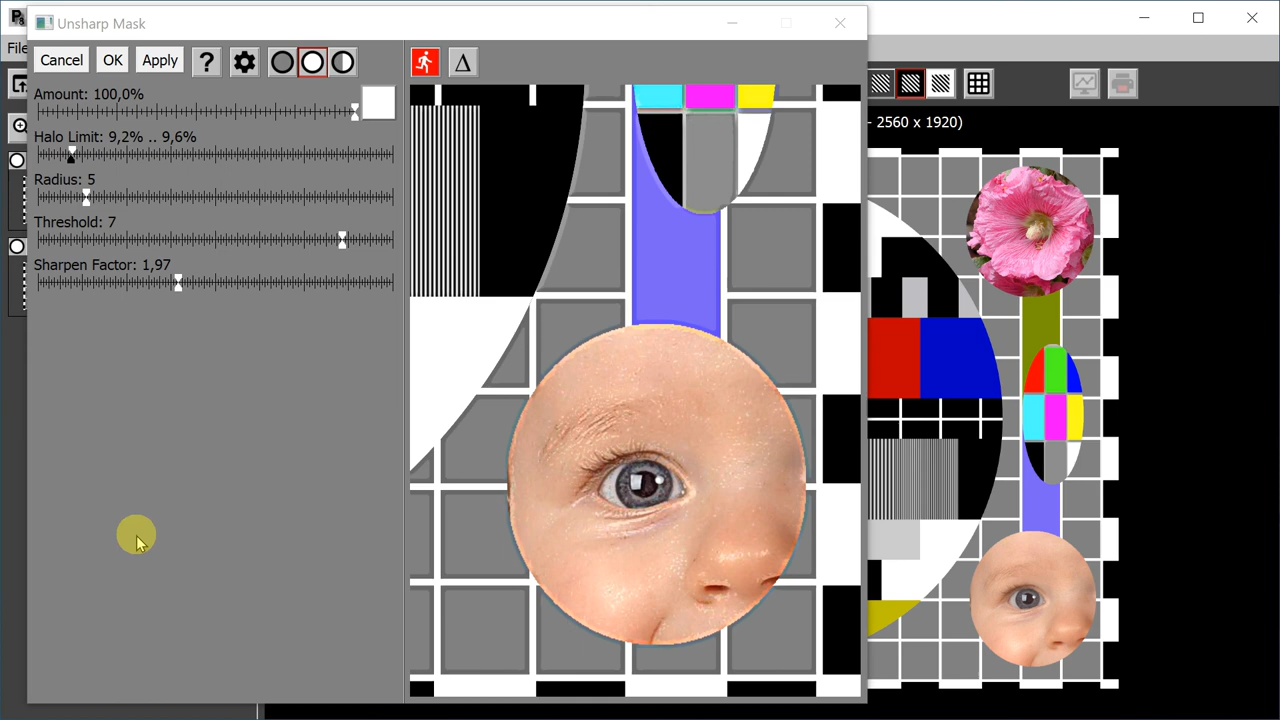 Unsharp Mask
File
Cancel
OK
Apply
?
Δ
Amount: 100,0%
Halo Limit: 9,2% .. 9,6%
Radius: 5
Threshold: 7
Sharpen Factor: 1,97
- 2560 x 1920)